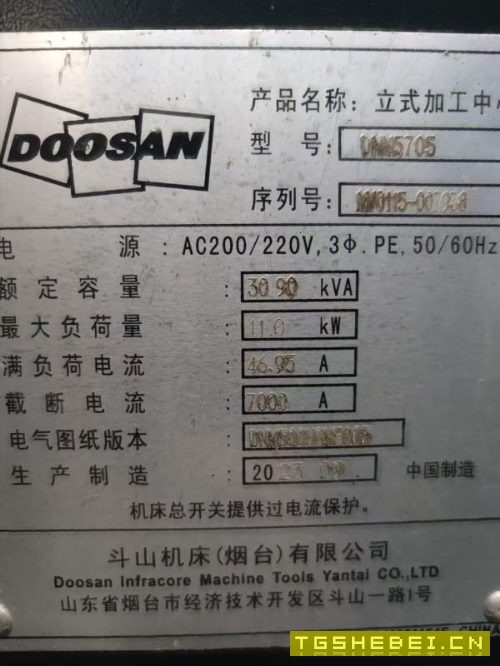 DOOSAN
产品名称: 立式加工中
型 号:
序列号:
电 源 : AC200/220V, 3Φ. PE, 50/60Hz
额定容量 : 30.90 kVA
最大负荷量 : 11.0 kW
满负荷电流 : 46.95 A
截断电流 : 7000 A
电气图纸版本 :
生产制造 : 20 中国制造
机床总开关提供过电流保护。
斗山机床(烟台)有限公司
Doosan Infracore Machine Tools Yantai CO.,LTD
山东省烟台市经济技术开发区斗山一路1号
CHINA
TGSHEBEI.CN